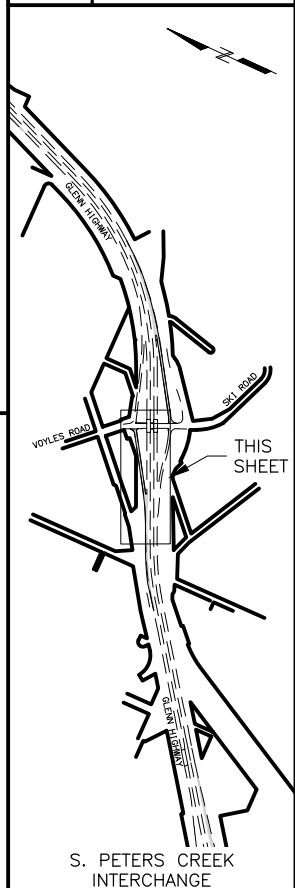 N
GLENN HIGHWAY
SKI ROAD
VOYLES ROAD
THIS
SHEET
GLENN HIGHWAY
S. PETERS CREEK
INTERCHANGE